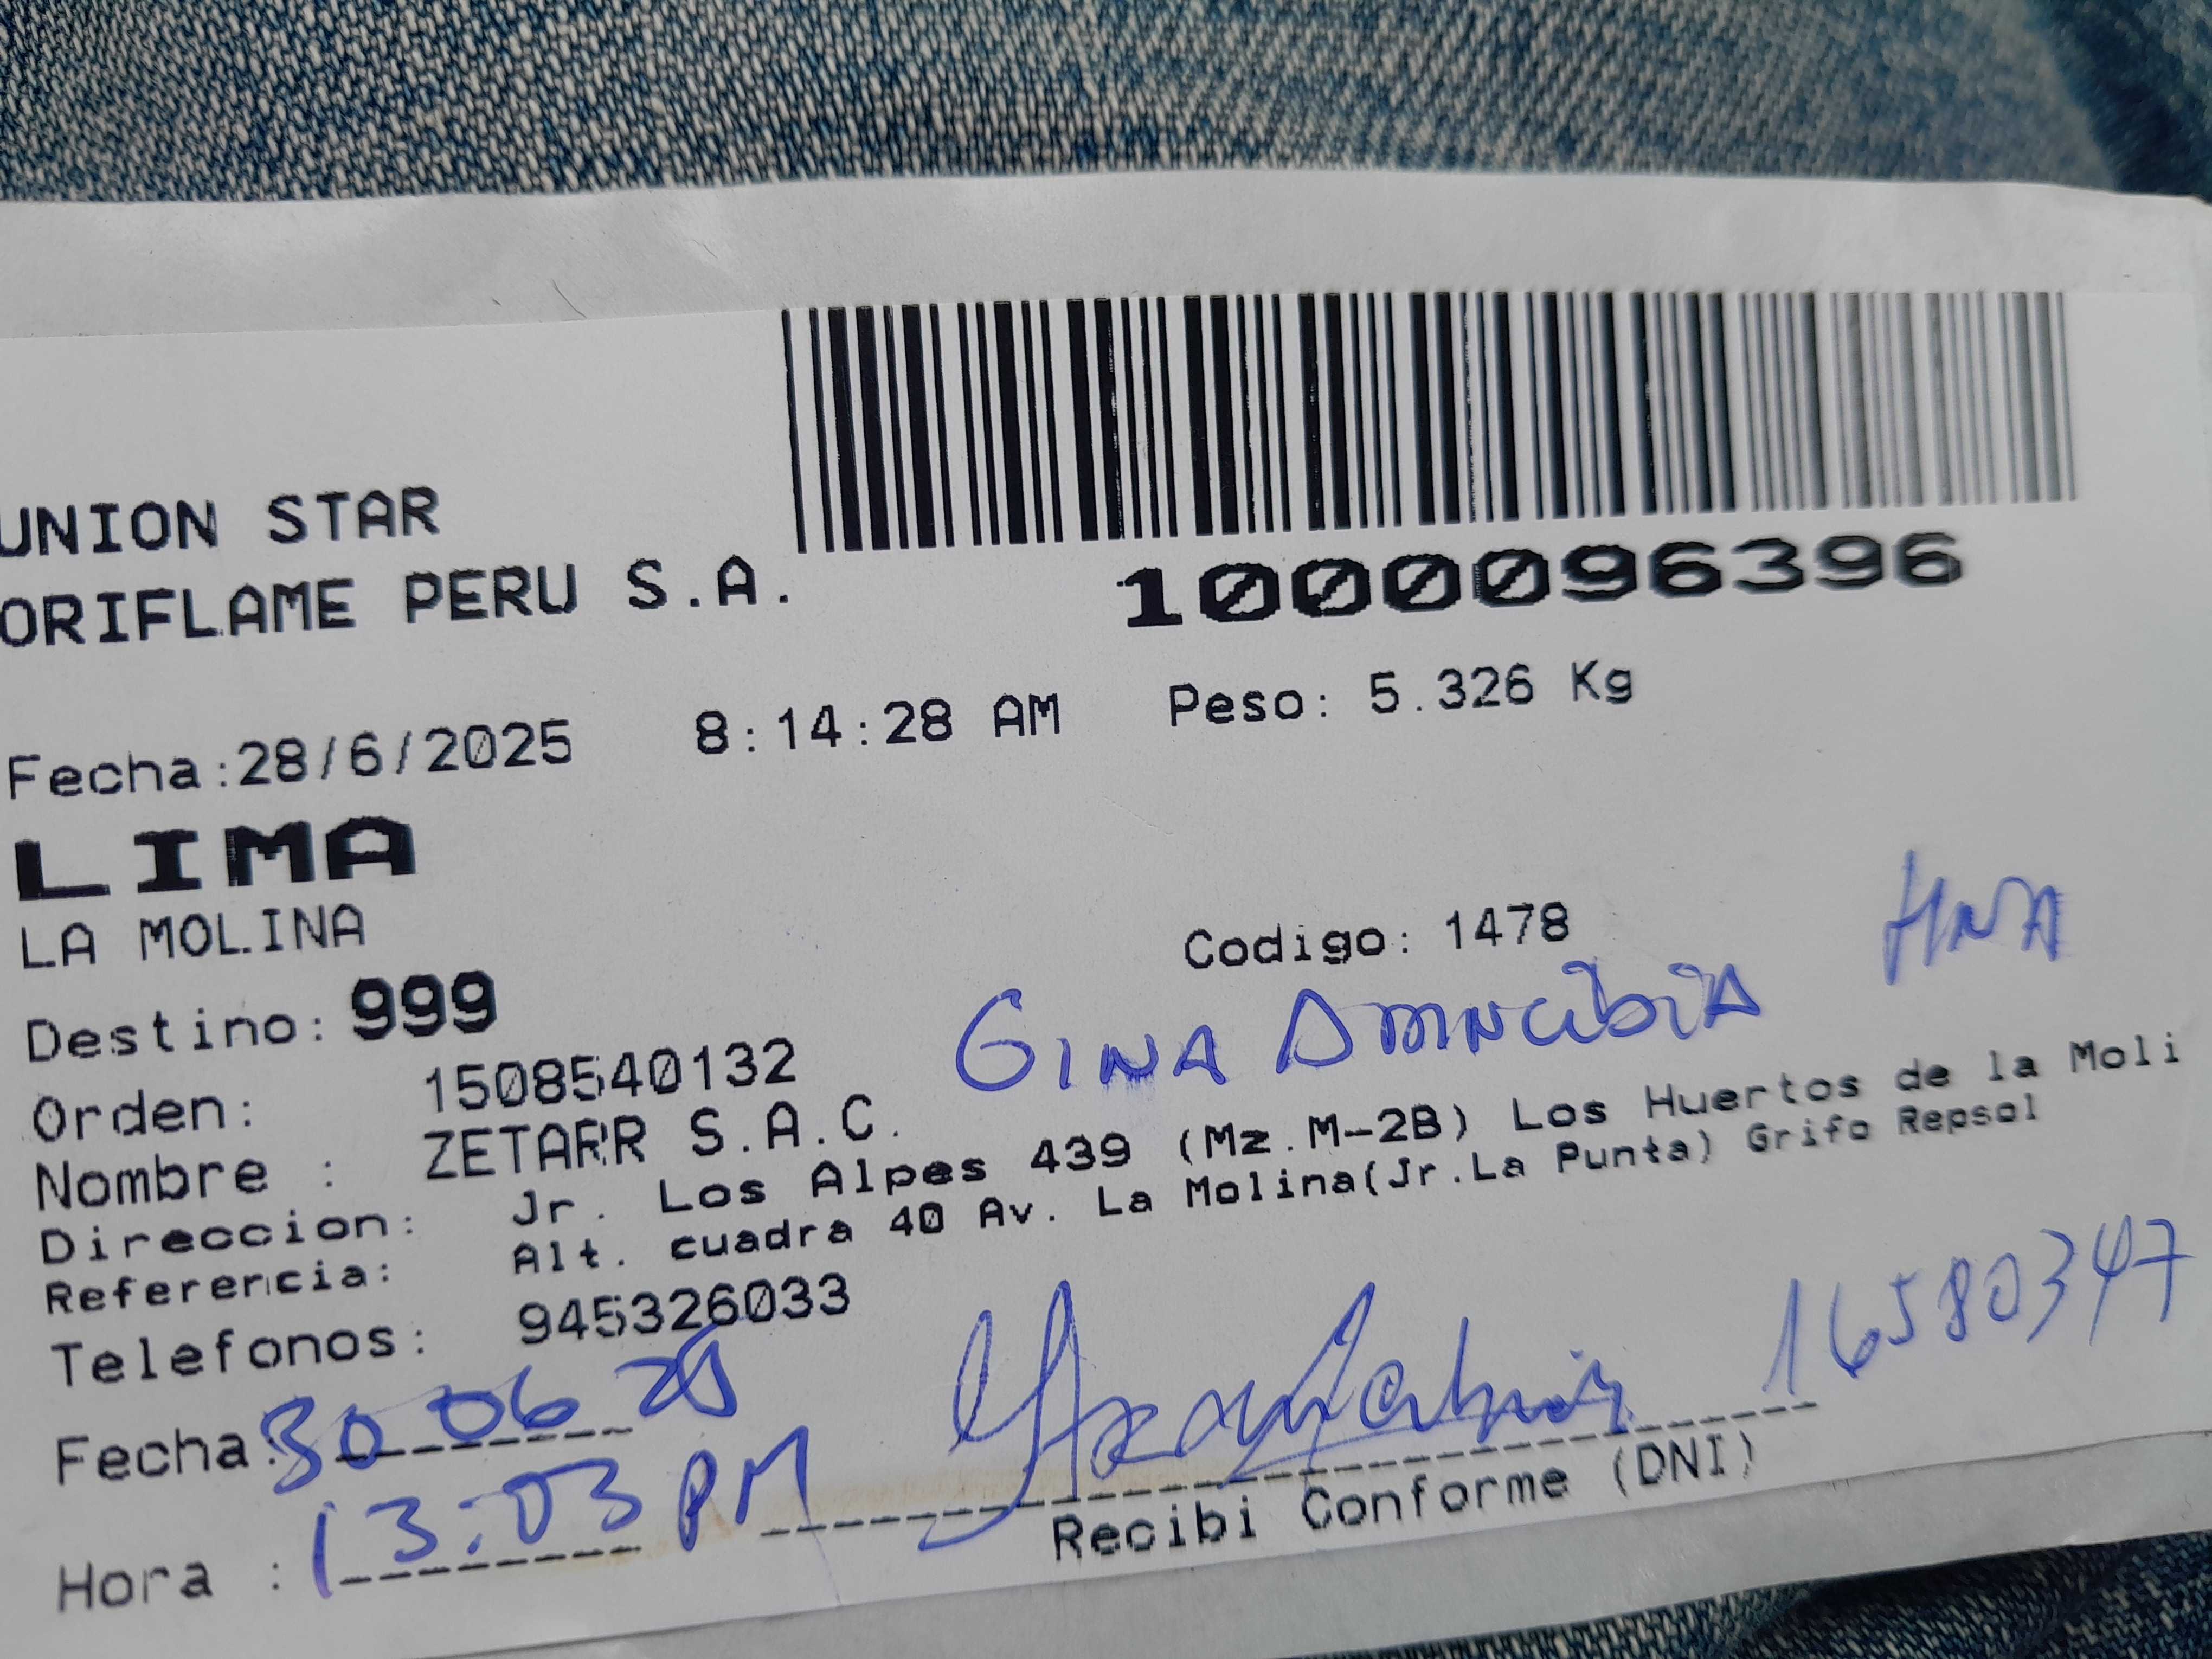 UNION STAR
ORIFLAME PERU S.A.
1000096396
Fecha:28/6/2025 8:14:28 AM Peso: 5.326 Kg
LIMA
LA MOLINA
Codigo: 1478
Destino: 999
GINA
Orden: 1508540132
Nombre : ZETARR S.A.C.
Direccion: Jr. Los Alpes 439 (Mz.M-2B) Los Huertos de la Moli
Referencia: Alt. cuadra 40 Av. La Molina(Jr.La Punta) Grifo Repsol
Telefonos: 945326033
16580347
Fecha: 30 06 25
Hora : 13:03 PM
Recibi Conforme (DNI)